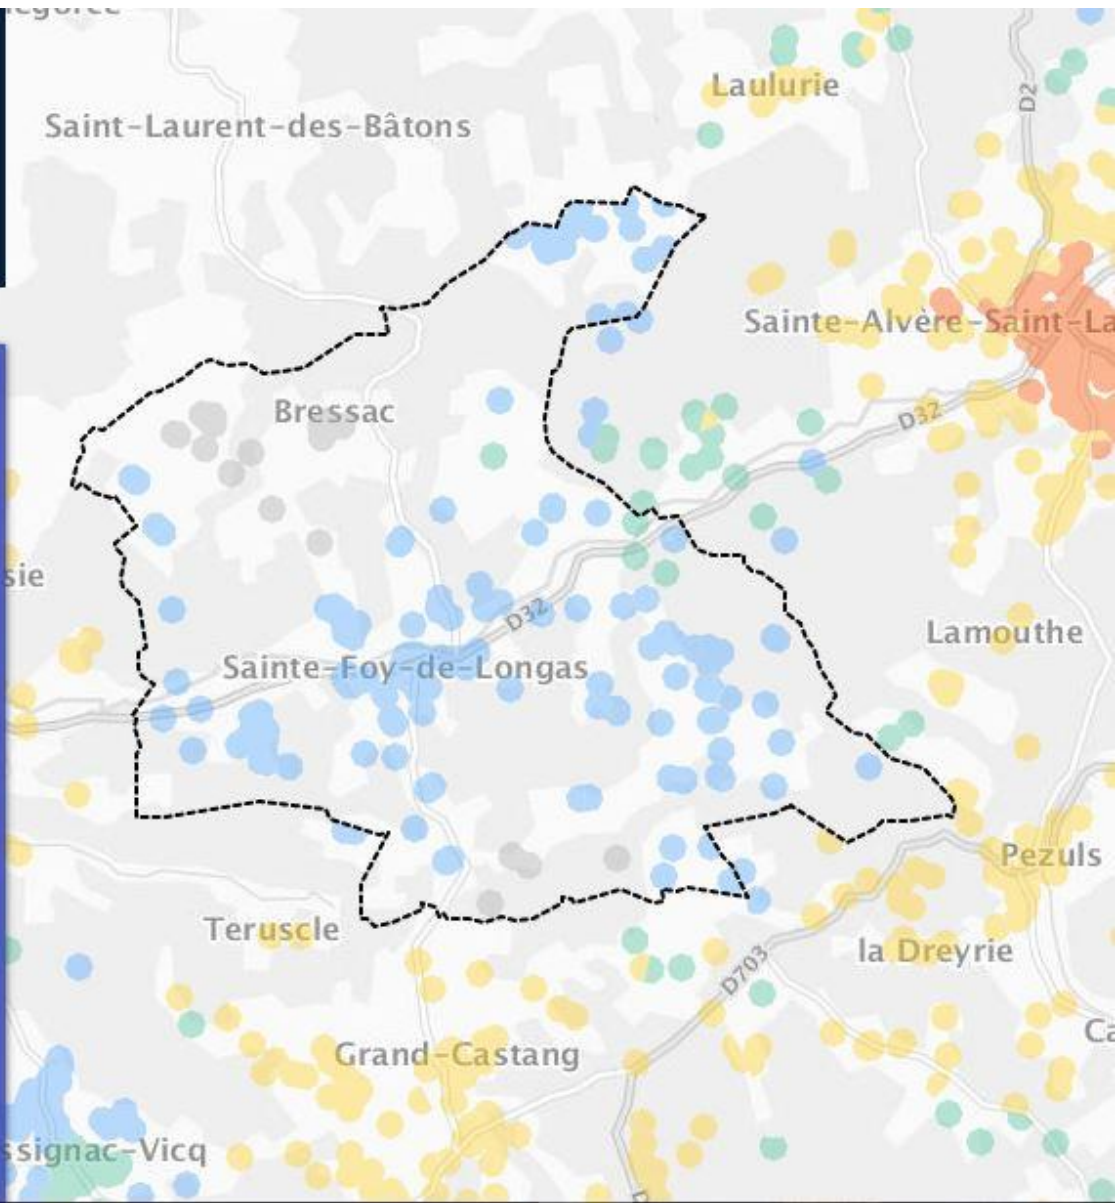 Laulurie
Saint-Laurent-des-Bâtons
D2
Sainte-Alvère-Saint-La
Bressac
D32
sie
D32
Lamouthe
Sainte-Foy-de-Longas
Pezuls
Teruscle
la Dreyrie
D703
Grand-Castang
Ca
ssignac-Vicq